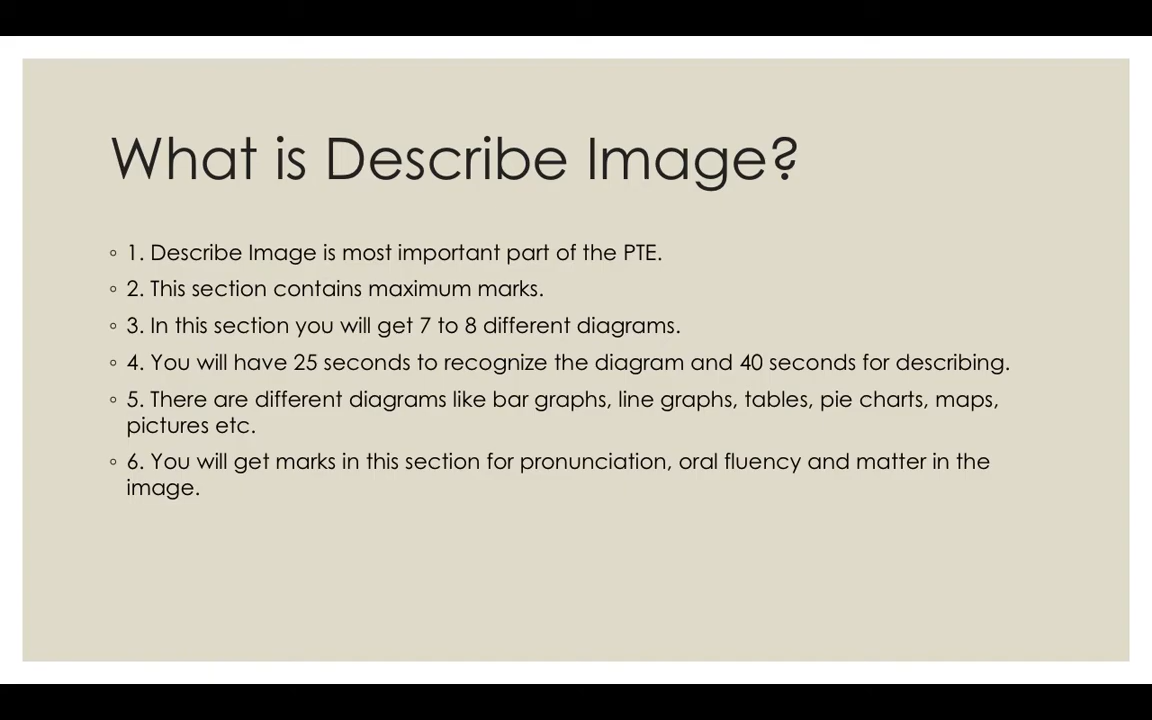 What is Describe Image?
◦ 1. Describe Image is most important part of the PTE.
◦ 2. This section contains maximum marks.
◦ 3. In this section you will get 7 to 8 different diagrams.
◦ 4. You will have 25 seconds to recognize the diagram and 40 seconds for describing.
◦ 5. There are different diagrams like bar graphs, line graphs, tables, pie charts, maps,
pictures etc.
◦ 6. You will get marks in this section for pronunciation, oral fluency and matter in the
image.